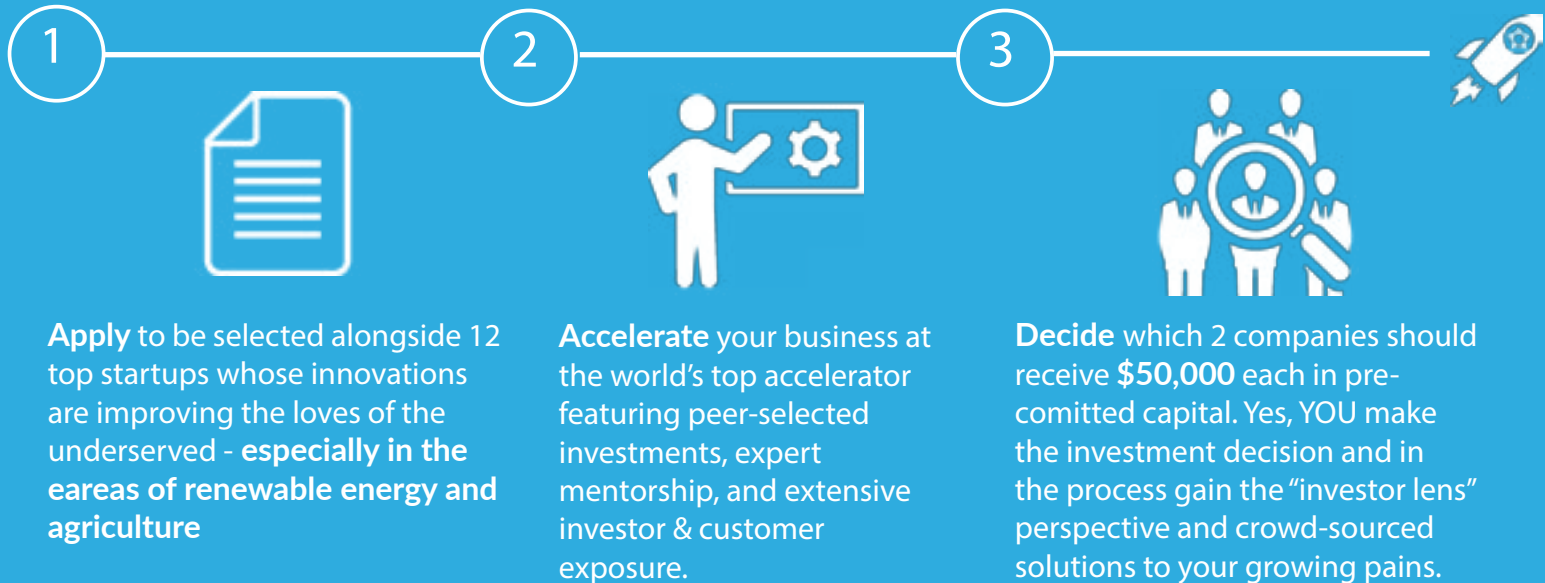 1
2
3
Apply to be selected alongside 12
top startups whose innovations
are improving the loves of the
underserved - especially in the
eareas of renewable energy and
agriculture
Accelerate your business at
the world's top accelerator
featuring peer-selected
investments, expert
mentorship, and extensive
investor & customer
exposure.
Decide which 2 companies should
receive $50,000 each in pre-
comitted capital. Yes, YOU make
the investment decision and in
the process gain the "investor lens"
perspective and crowd-sourced
solutions to your growing pains.